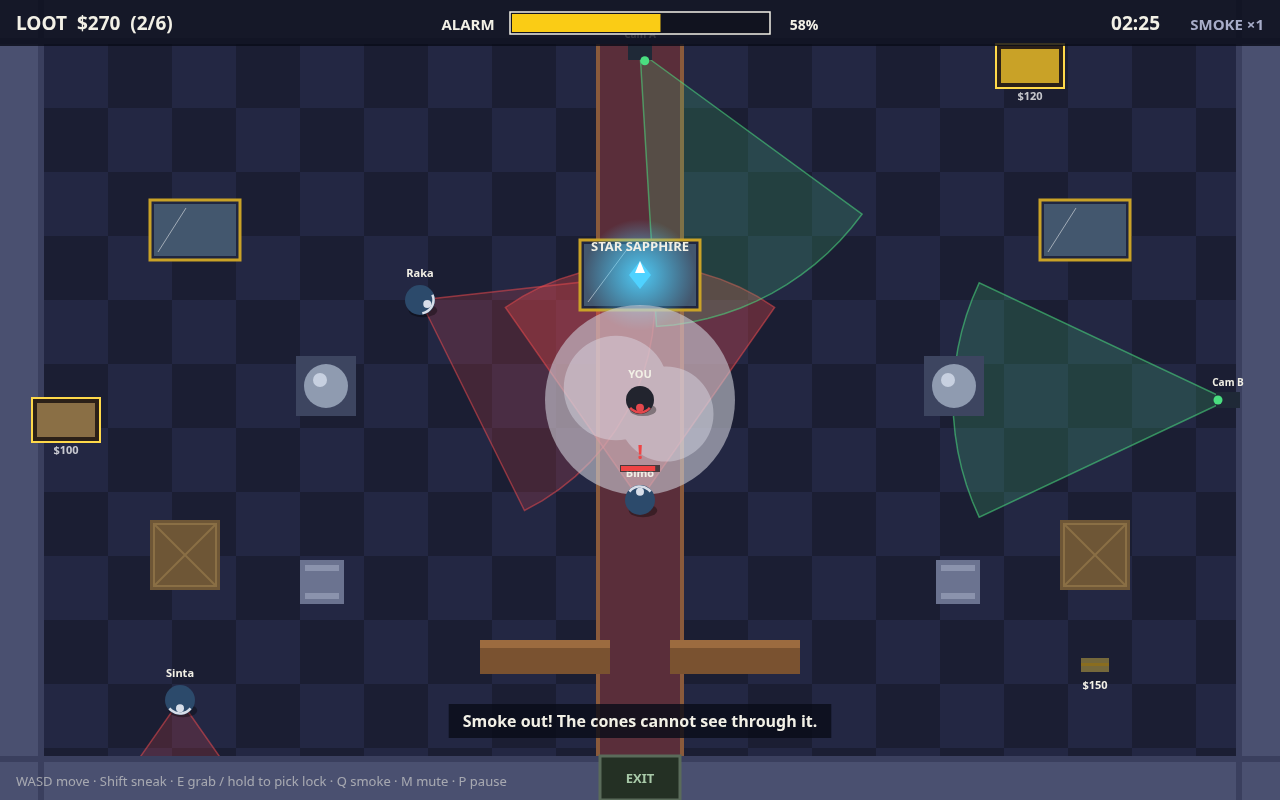 LOOT $270 (2/6)
ALARM
58%
02:25
SMOKE ×1
Cam A
$120
STAR SAPPHIRE
Raka
YOU
Cam B
$100
!
Bimo
Sinta
$150
Smoke out! The cones cannot see through it.
WASD move · Shift sneak · E grab / hold to pick lock · Q smoke · M mute · P pause
EXIT